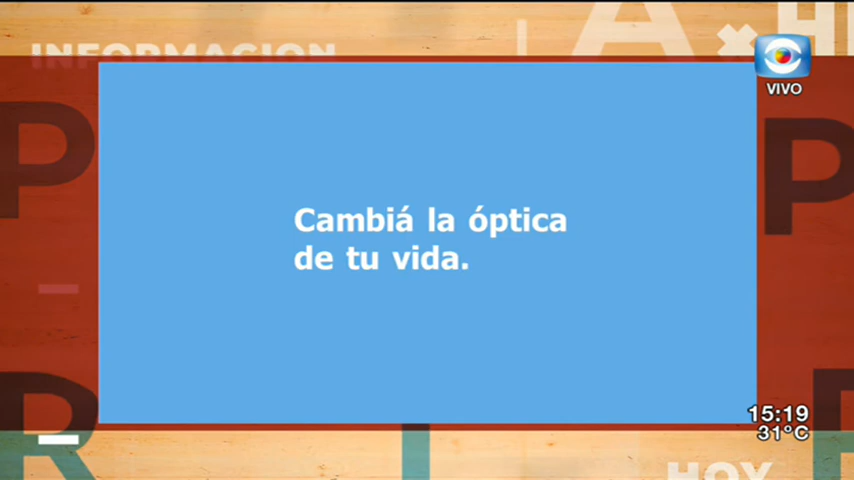 INFORMACION
VIVO
Cambiá la óptica
de tu vida.
15:19
31°C
HOY